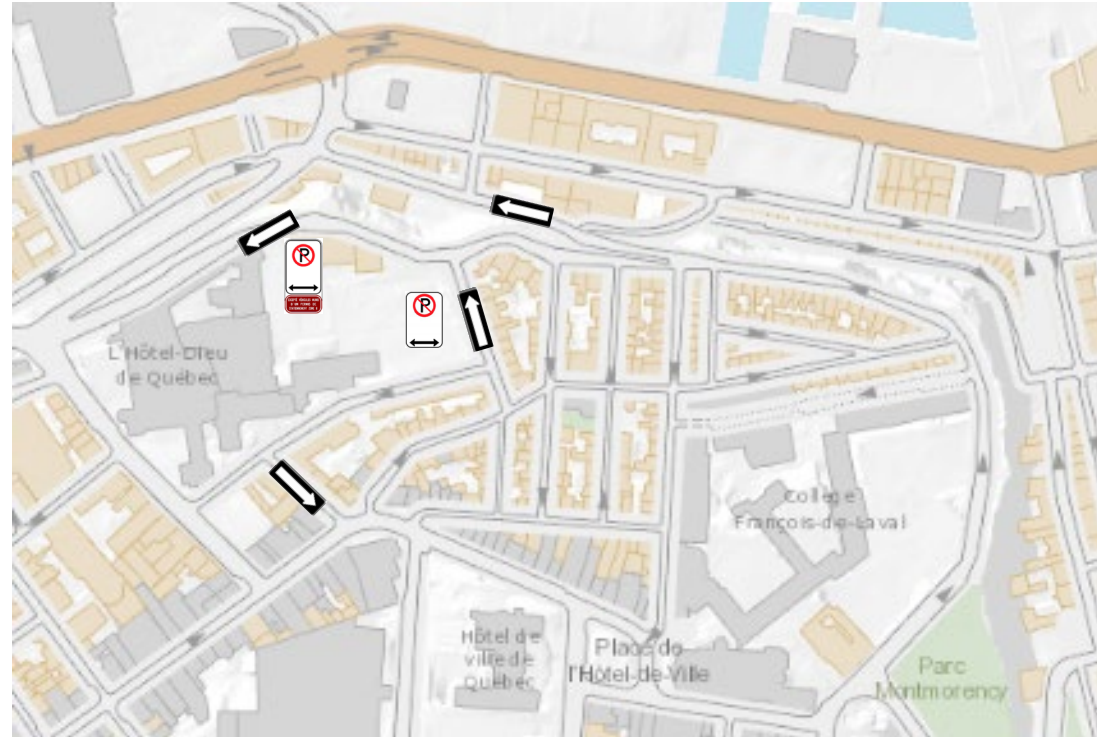 P
P
L'Hôtel-Dieu
de Québec
Collège
François-de-Laval
Hôtel de
ville de
Québec
Place de
l'Hôtel-de-Ville
Parc
Montmorency